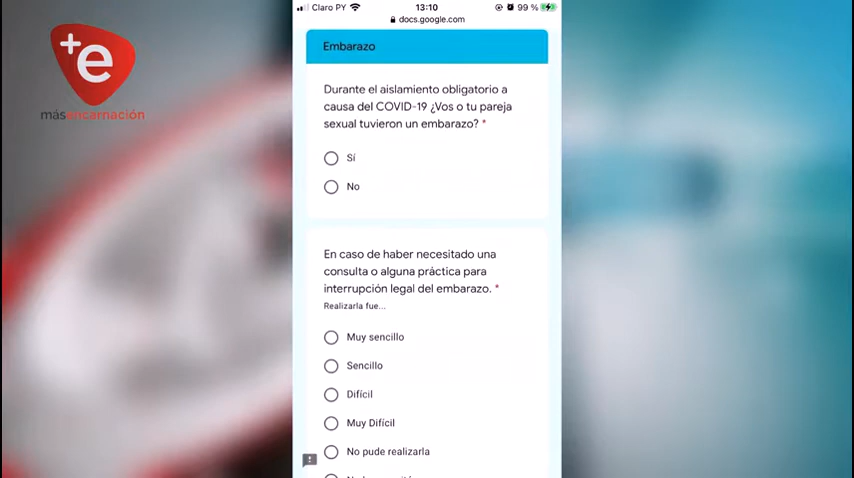 Claro PY
13:10
99 %
docs.google.com
+e
másencarnación
Embarazo
Durante el aislamiento obligatorio a
causa del COVID-19 ¿Vos o tu pareja
sexual tuvieron un embarazo? *
Sí
No
En caso de haber necesitado una
consulta o alguna práctica para
interrupción legal del embarazo. *
Realizarla fue...
Muy sencillo
Sencillo
Difícil
Muy Difícil
No pude realizarla